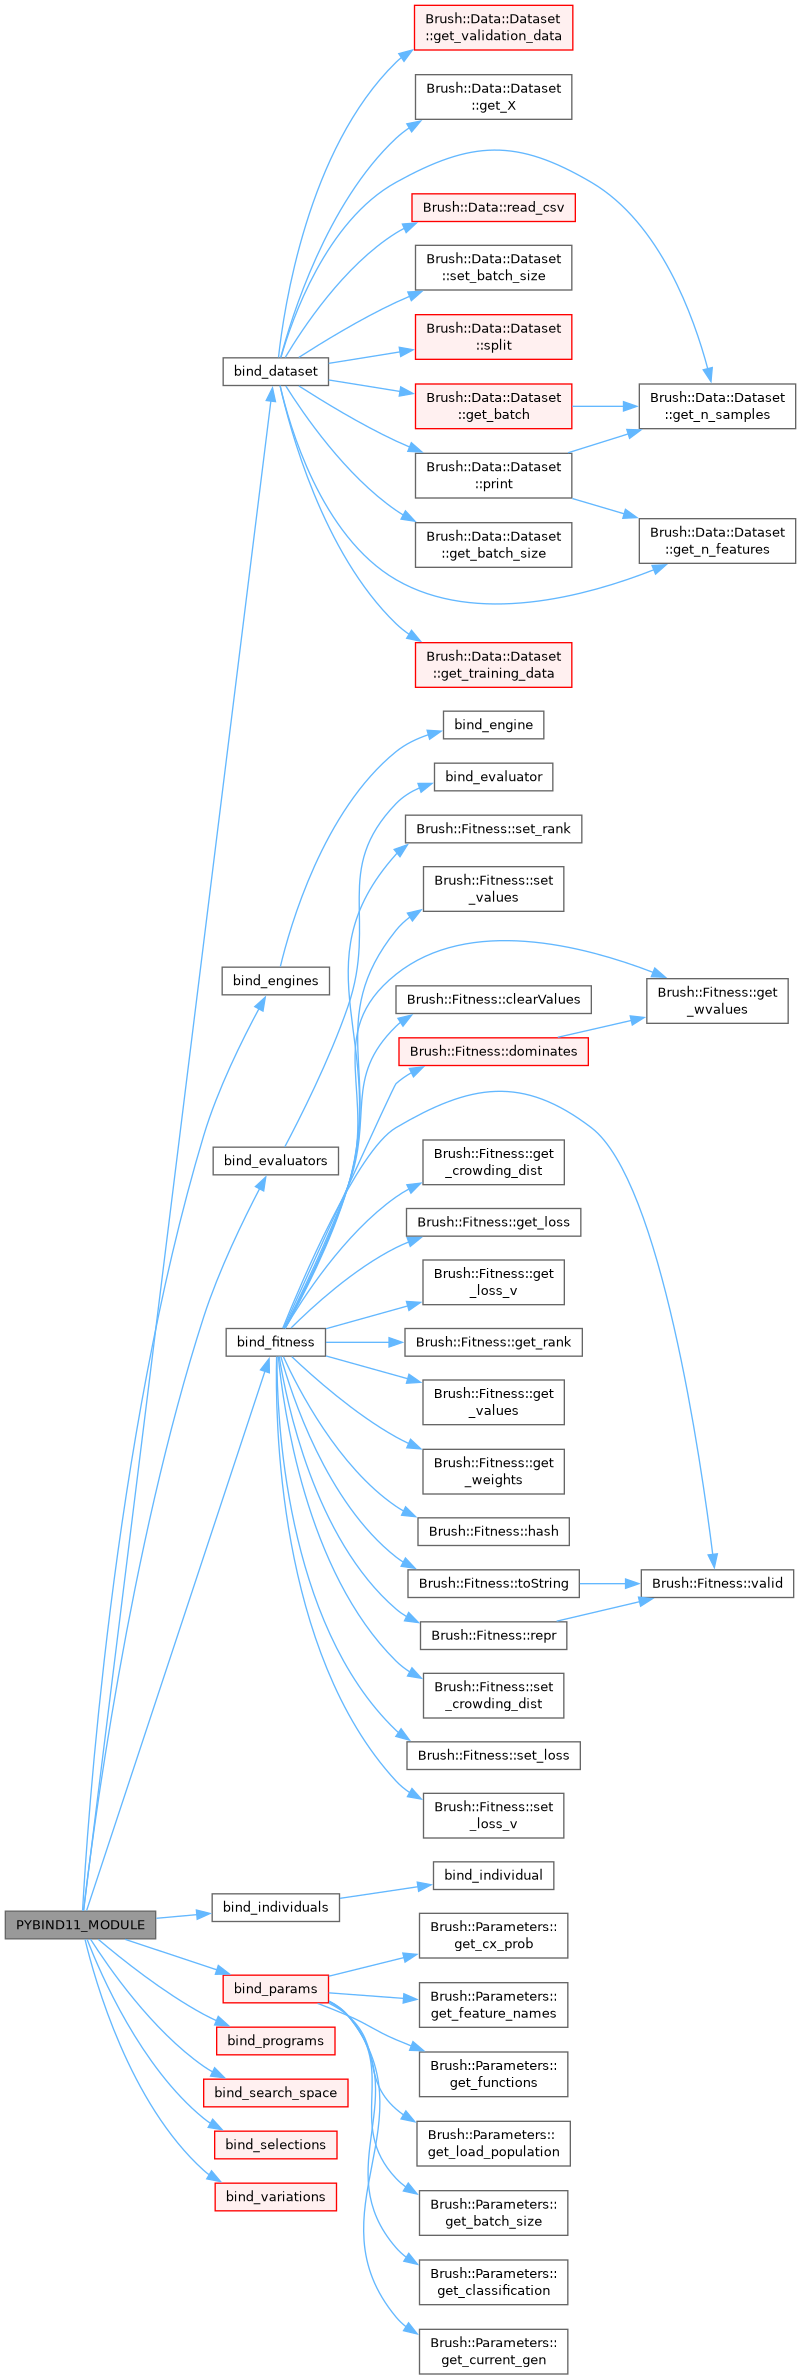 Brush::Data::Dataset
::get_validation_data
Brush::Data::Dataset
::get_X
Brush::Data::read_csv
Brush::Data::Dataset
::set_batch_size
Brush::Data::Dataset
::split
bind_dataset
Brush::Data::Dataset
::get_batch
Brush::Data::Dataset
::get_n_samples
Brush::Data::Dataset
::print
Brush::Data::Dataset
::get_batch_size
Brush::Data::Dataset
::get_n_features
Brush::Data::Dataset
::get_training_data
bind_engine
bind_evaluator
Brush::Fitness::set_rank
Brush::Fitness::set
_values
bind_engines
Brush::Fitness::clearValues
Brush::Fitness::get
_wvalues
Brush::Fitness::dominates
bind_evaluators
Brush::Fitness::get
_crowding_dist
Brush::Fitness::get_loss
Brush::Fitness::get
_loss_v
bind_fitness
Brush::Fitness::get_rank
Brush::Fitness::get
_values
Brush::Fitness::get
_weights
Brush::Fitness::hash
Brush::Fitness::toString
Brush::Fitness::valid
Brush::Fitness::repr
Brush::Fitness::set
_crowding_dist
Brush::Fitness::set_loss
Brush::Fitness::set
_loss_v
bind_individual
bind_individuals
PYBIND11_MODULE
Brush::Parameters::
get_cx_prob
bind_params
Brush::Parameters::
get_feature_names
bind_programs
Brush::Parameters::
get_functions
bind_search_space
Brush::Parameters::
get_load_population
bind_selections
bind_variations
Brush::Parameters::
get_batch_size
Brush::Parameters::
get_classification
Brush::Parameters::
get_current_gen